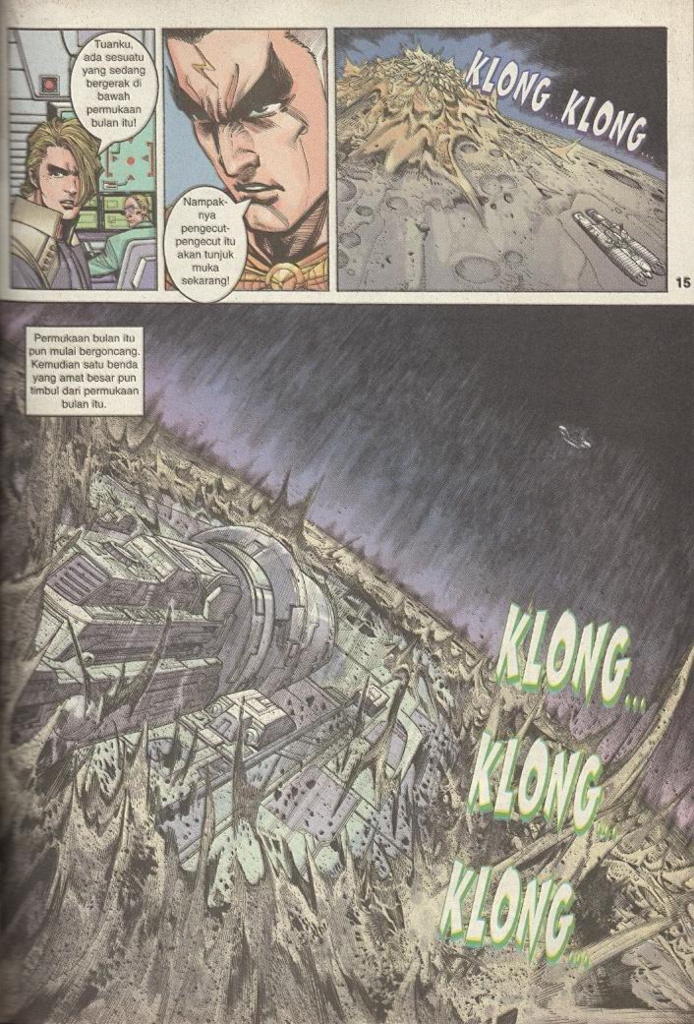 Tuanku,
ada sesuatu
yang sedang
bergerak di
bawah
permukaan
bulan itu!
Nampak-
nya
pengecut-
pengecut itu
akan tunjuk
muka
sekarang!
KLONG... KLONG...
15
Permukaan bulan itu
pun mulai bergoncang.
Kemudian satu benda
yang amat besar pun
timbul dari permukaan
bulan itu.
KLONG...
KLONG...
KLONG...